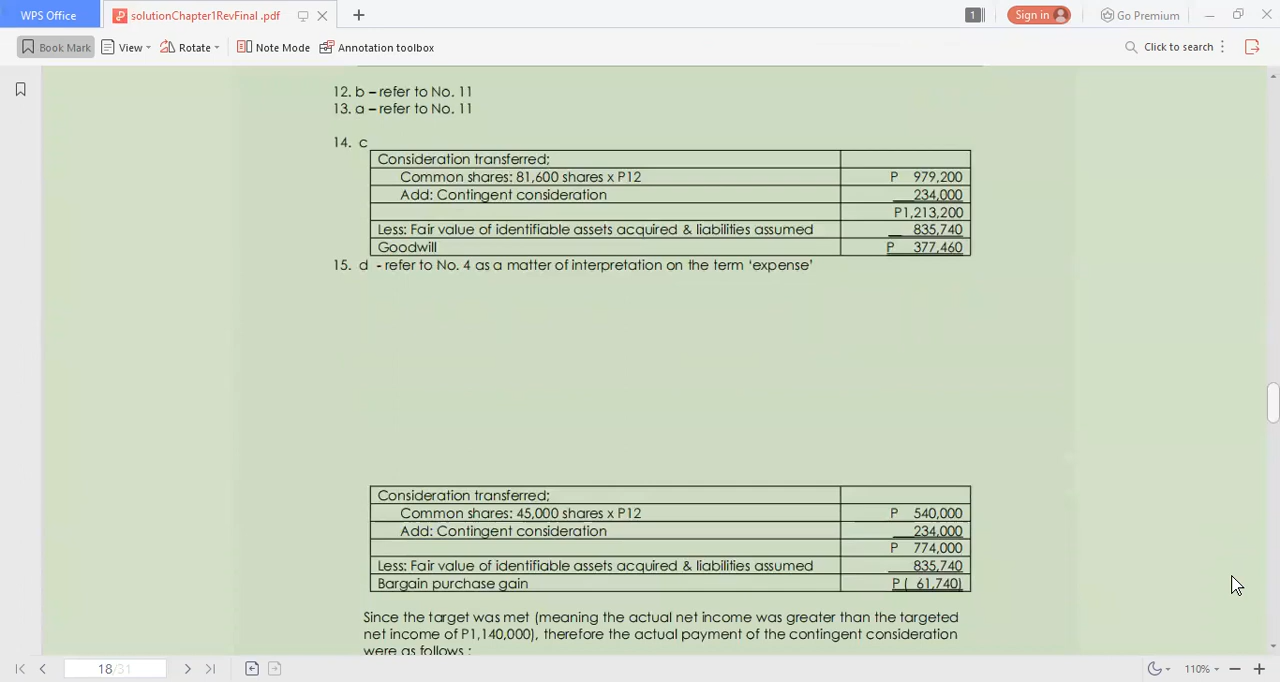 WPS Office
solutionChapter1RevFinal .pdf
1
Sign in
Go Premium
Book Mark
View
Rotate
Note Mode
Annotation toolbox
Click to search
12. b – refer to No. 11
13. a – refer to No. 11
14. c
Consideration transferred;
Common shares: 81,600 shares x P12 P 979,200
Add: Contingent consideration 234,000
P1,213,200
Less: Fair value of identifiable assets acquired & liabilities assumed 835,740
Goodwill P 377,460
15. d - refer to No. 4 as a matter of interpretation on the term ‘expense’
Consideration transferred;
Common shares: 45,000 shares x P12 P 540,000
Add: Contingent consideration 234,000
P 774,000
Less: Fair value of identifiable assets acquired & liabilities assumed 835,740
Bargain purchase gain P ( 61,740)
Since the target was met (meaning the actual net income was greater than the targeted
net income of P1,140,000), therefore the actual payment of the contingent consideration
were as follows :
18/31
110%